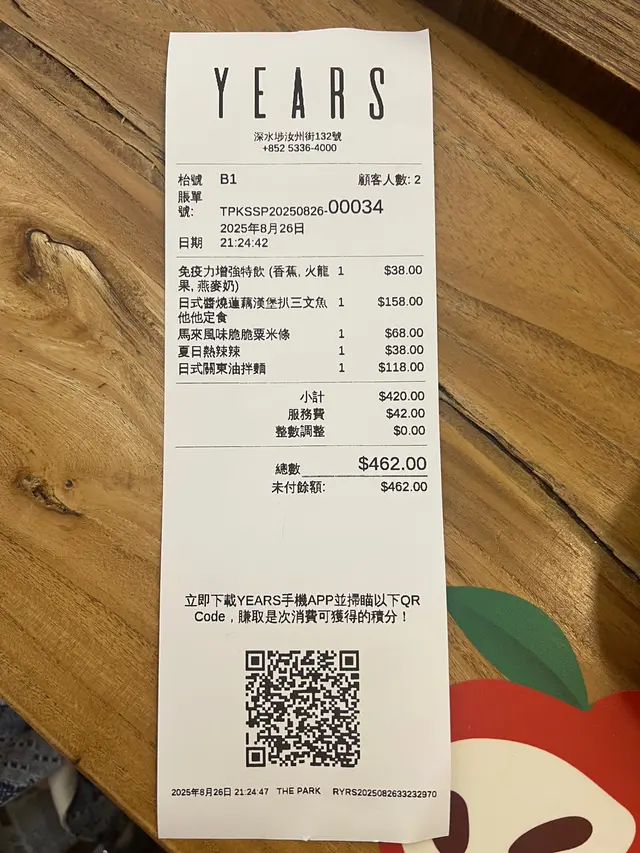 YEARS
深水埗汝州街132號
+852 5336-4000
枱號 B1 顧客人數: 2
賬單
號: TPKSSP20250826-00034
2025年8月26日
日期 21:24:42
免疫力增強特飲 (香蕉, 火龍 1 $38.00
果, 燕麥奶)
日式醬燒蓮藕漢堡扒三文魚 1 $158.00
他他定食
馬來風味脆脆粟米條 1 $68.00
夏日熱辣辣 1 $38.00
日式關東油拌麵 1 $118.00
小計 $420.00
服務費 $42.00
整數調整 $0.00
總數 $462.00
未付餘額: $462.00
立即下載YEARS手機APP並掃瞄以下QR
Code，賺取是次消費可獲得的積分！
2025年8月26日 21:24:47 THE PARK RYRS2025082633232970